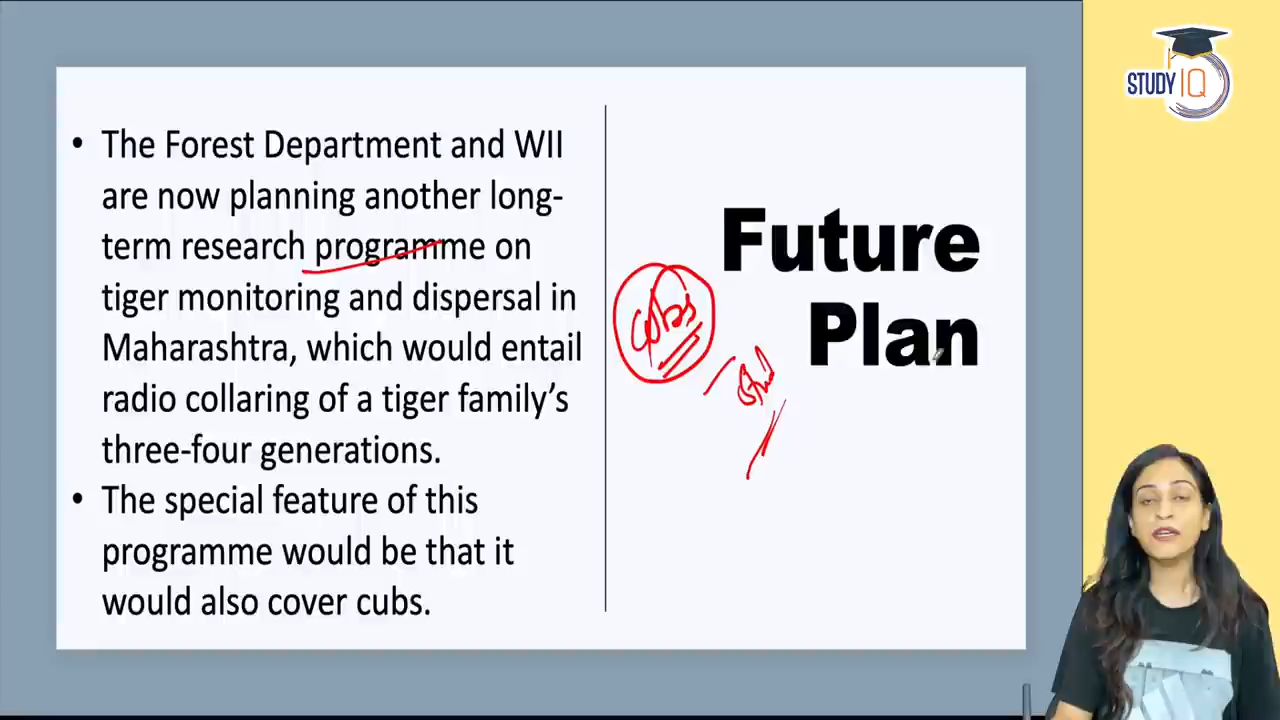 • The Forest Department and WII
are now planning another long-
term research programme on
tiger monitoring and dispersal in
Maharashtra, which would entail
radio collaring of a tiger family's
three-four generations.
• The special feature of this
programme would be that it
would also cover cubs.
Future
Plan
cubs
STUDY IQ